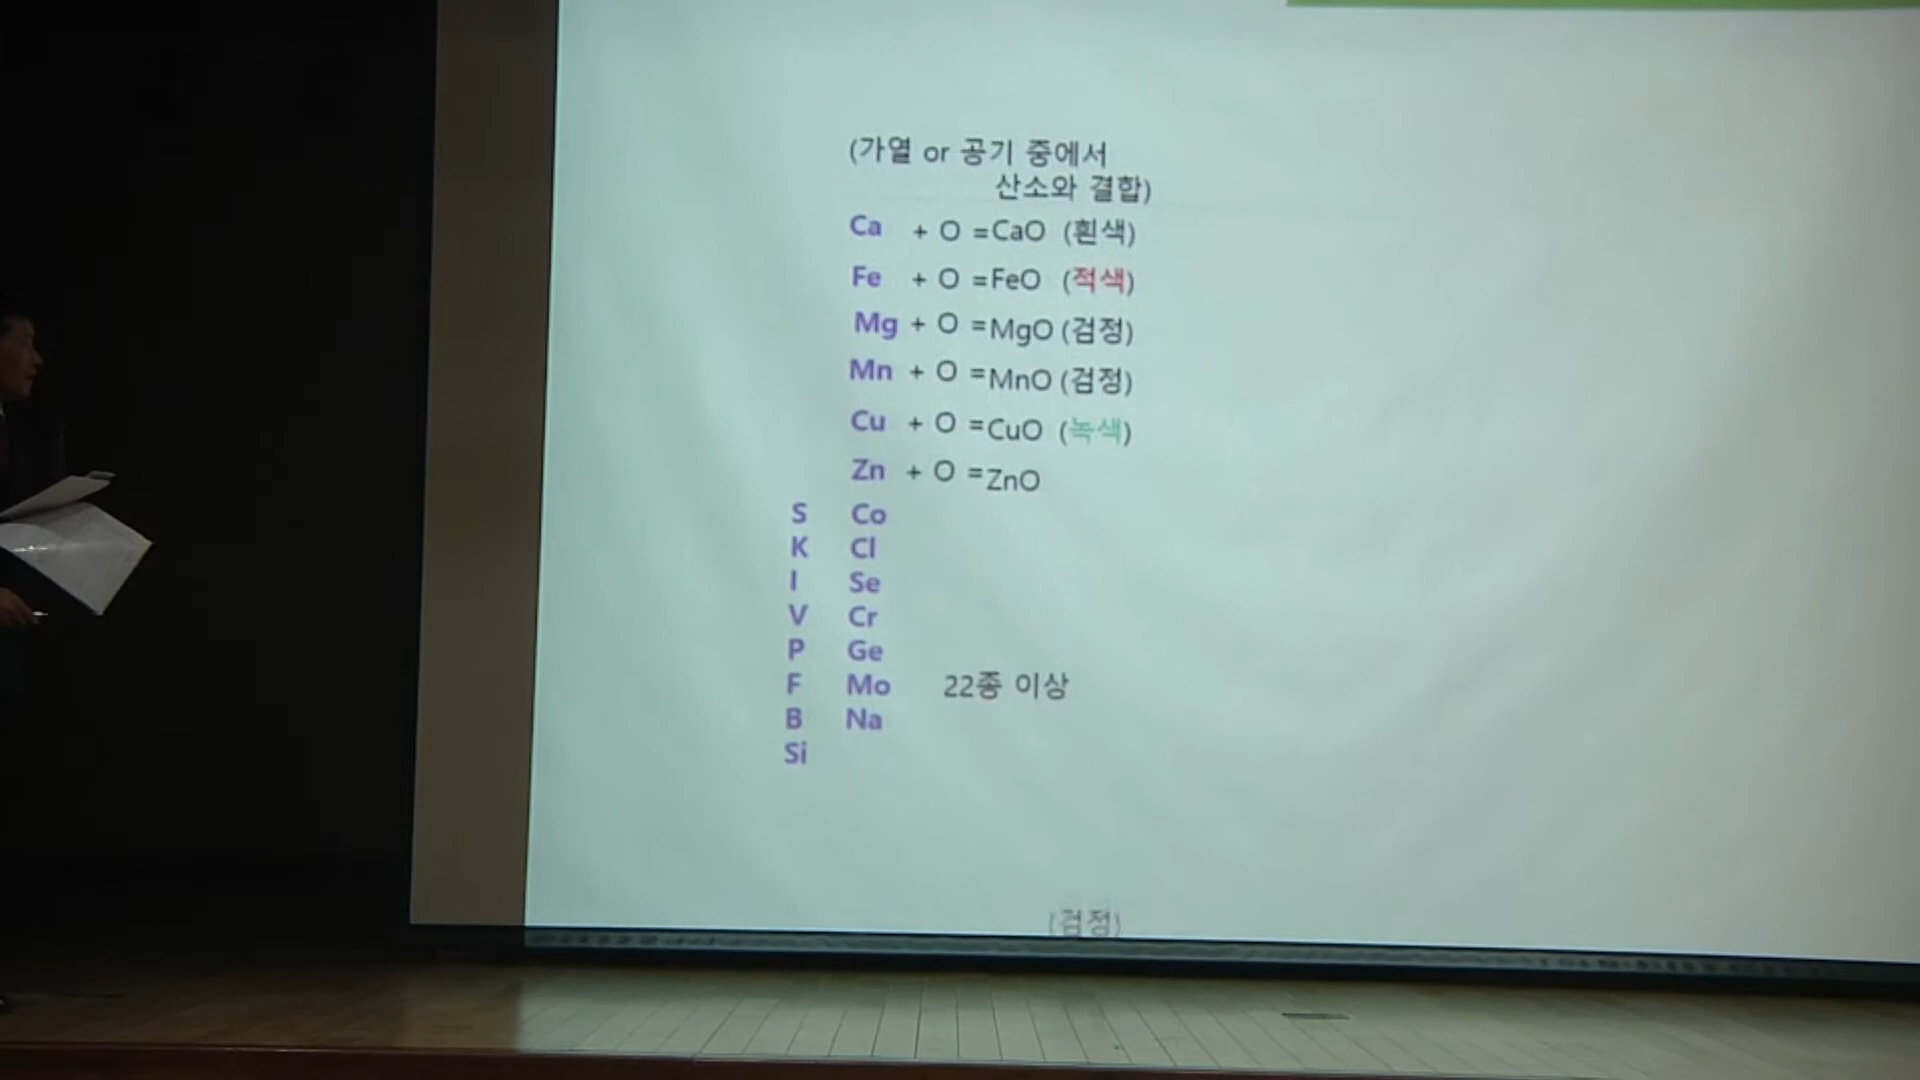 (가열 or 공기 중에서
산소와 결합)
Ca + O =CaO (흰색)
Fe + O =FeO (적색)
Mg + O =MgO (검정)
Mn + O =MnO (검정)
Cu + O =CuO (녹색)
Zn + O =ZnO
S Co
K Cl
I Se
V Cr
P Ge
F Mo 22종 이상
B Na
Si
(검정)